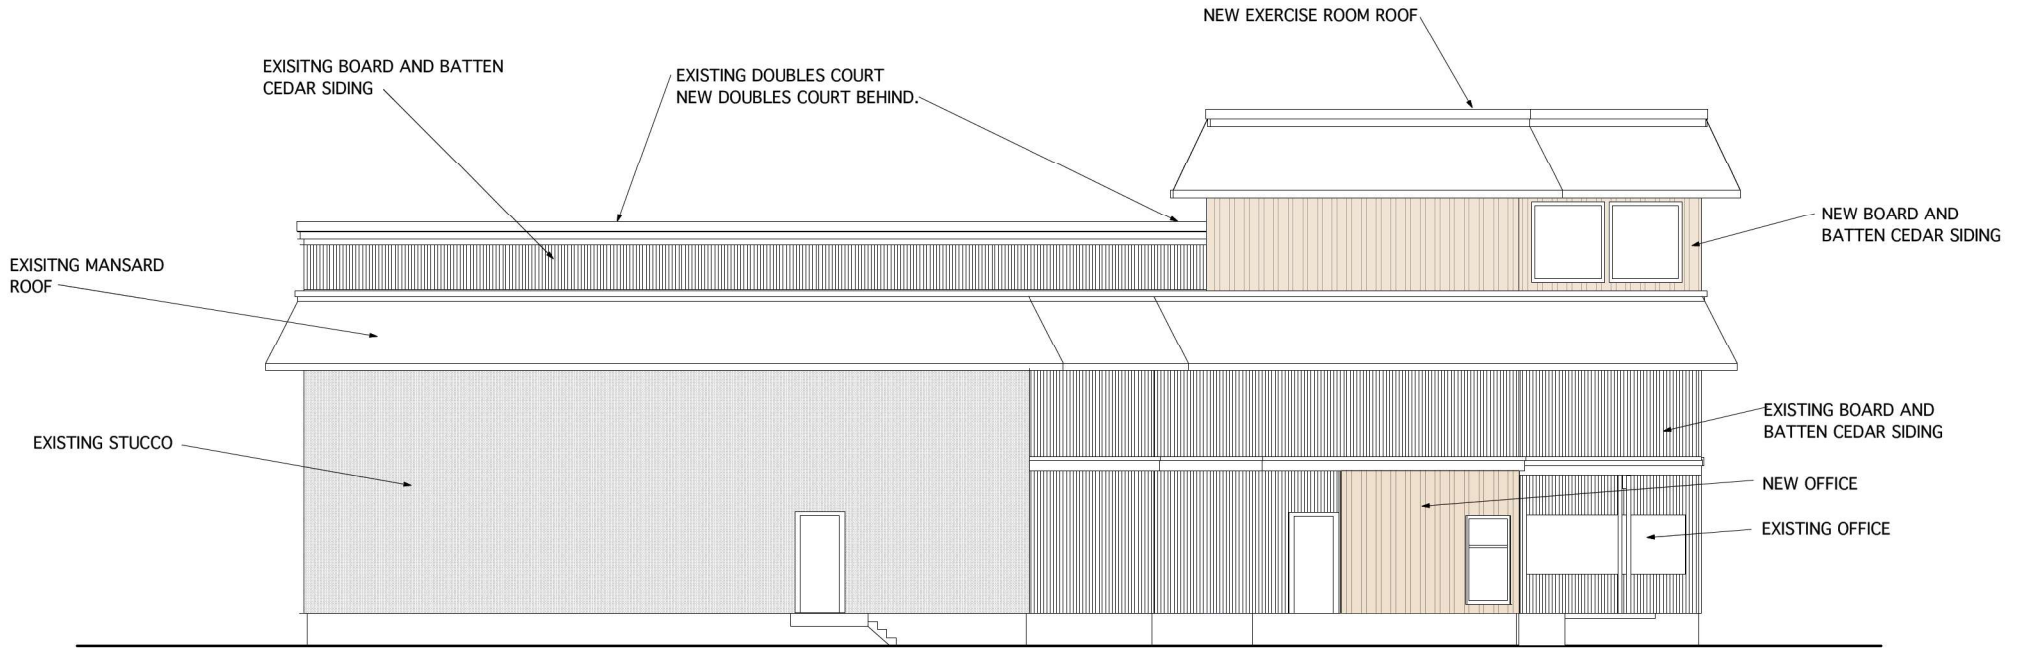 NEW EXERCISE ROOM ROOF
EXISITNG BOARD AND BATTEN
CEDAR SIDING
EXISTING DOUBLES COURT
NEW DOUBLES COURT BEHIND.
NEW BOARD AND
BATTEN CEDAR SIDING
EXISITNG MANSARD
ROOF
EXISTING BOARD AND
BATTEN CEDAR SIDING
EXISTING STUCCO
NEW OFFICE
EXISTING OFFICE